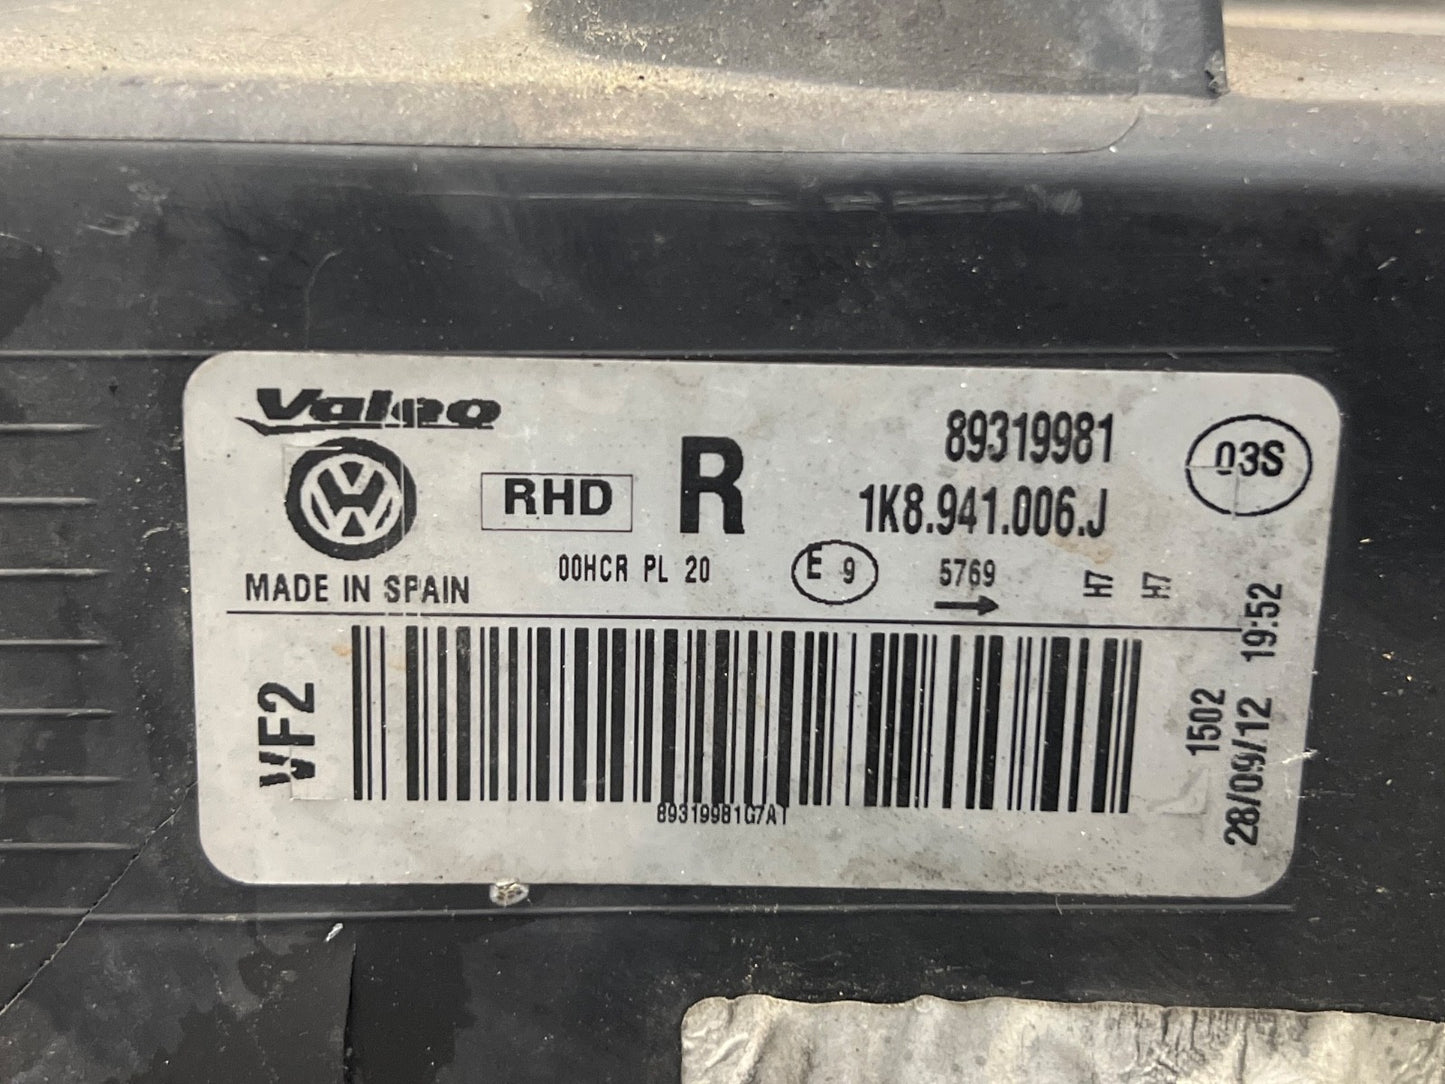 Valeo
89319981
03S
RHD
R
1K8.941.006.J
MADE IN SPAIN
00HCR PL 20
E 9
5769
H7 H7
VF2
89319981G7A1
1502
28/09/12 19:52